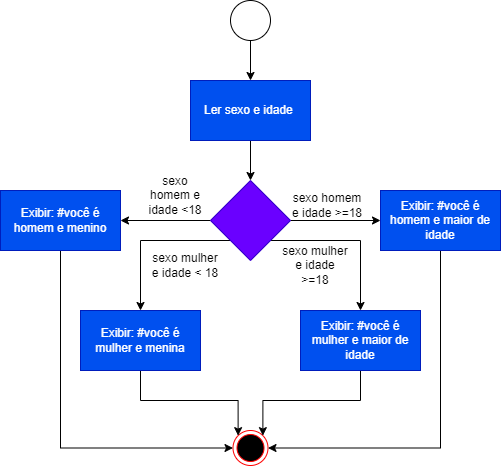 Ler sexo e idade
sexo
homem e
idade <18
sexo homem
e idade >=18
Exibir: #você é
homem e menino
Exibir: #você é
homem e maior de
idade
sexo mulher
e idade < 18
sexo mulher
e idade
>=18
Exibir: #você é
mulher e menina
Exibir: #você é
mulher e maior de
idade